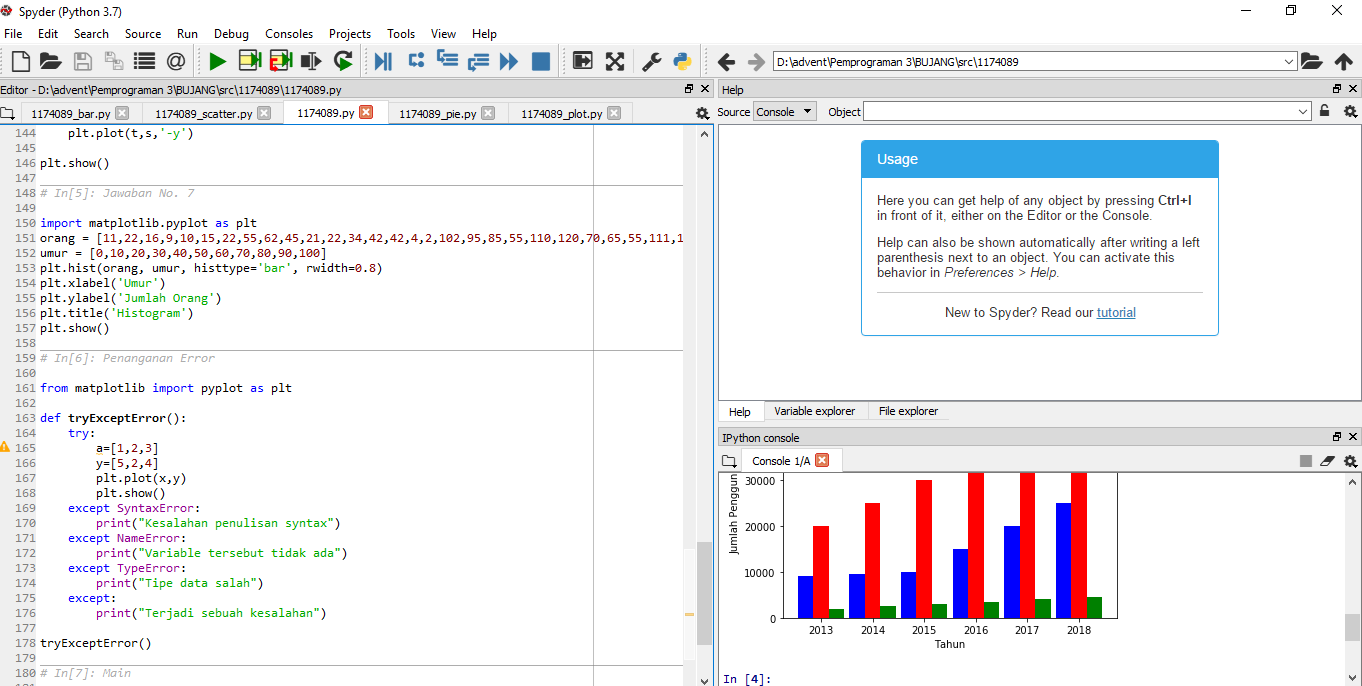 Spyder (Python 3.7)
File Edit Search Source Run Debug Consoles Projects Tools View Help
D:\advent\Pemprograman 3\BUJANG\src\1174089
Editor - D:\advent\Pemprograman 3\BUJANG\src\1174089\1174089.py
1174089_bar.py 1174089_scatter.py 1174089.py 1174089_pie.py 1174089_plot.py
144 plt.plot(t,s,'-y')
145
146 plt.show()
147
148 # In[5]: Jawaban No. 7
149
150 import matplotlib.pyplot as plt
151 orang = [11,22,16,9,10,15,22,55,62,45,21,22,34,42,42,4,2,102,95,85,55,110,120,70,65,55,111,1
152 umur = [0,10,20,30,40,50,60,70,80,90,100]
153 plt.hist(orang, umur, histtype='bar', rwidth=0.8)
154 plt.xlabel('Umur')
155 plt.ylabel('Jumlah Orang')
156 plt.title('Histogram')
157 plt.show()
158
159 # In[6]: Penanganan Error
160
161 from matplotlib import pyplot as plt
162
163 def tryExceptError():
164 try:
165 a=[1,2,3]
166 y=[5,2,4]
167 plt.plot(x,y)
168 plt.show()
169 except SyntaxError:
170 print("Kesalahan penulisan syntax")
171 except NameError:
172 print("Variable tersebut tidak ada")
173 except TypeError:
174 print("Tipe data salah")
175 except:
176 print("Terjadi sebuah kesalahan")
177
178 tryExceptError()
179
180 # In[7]: Main
Help
Source Console Object
Usage
Here you can get help of any object by pressing Ctrl+I
in front of it, either on the Editor or the Console.
Help can also be shown automatically after writing a left
parenthesis next to an object. You can activate this
behavior in Preferences > Help.
New to Spyder? Read our tutorial
Help Variable explorer File explorer
IPython console
Console 1/A
Jumlah Penggun
30000
20000
10000
0
2013 2014 2015 2016 2017 2018
Tahun
In [4]: